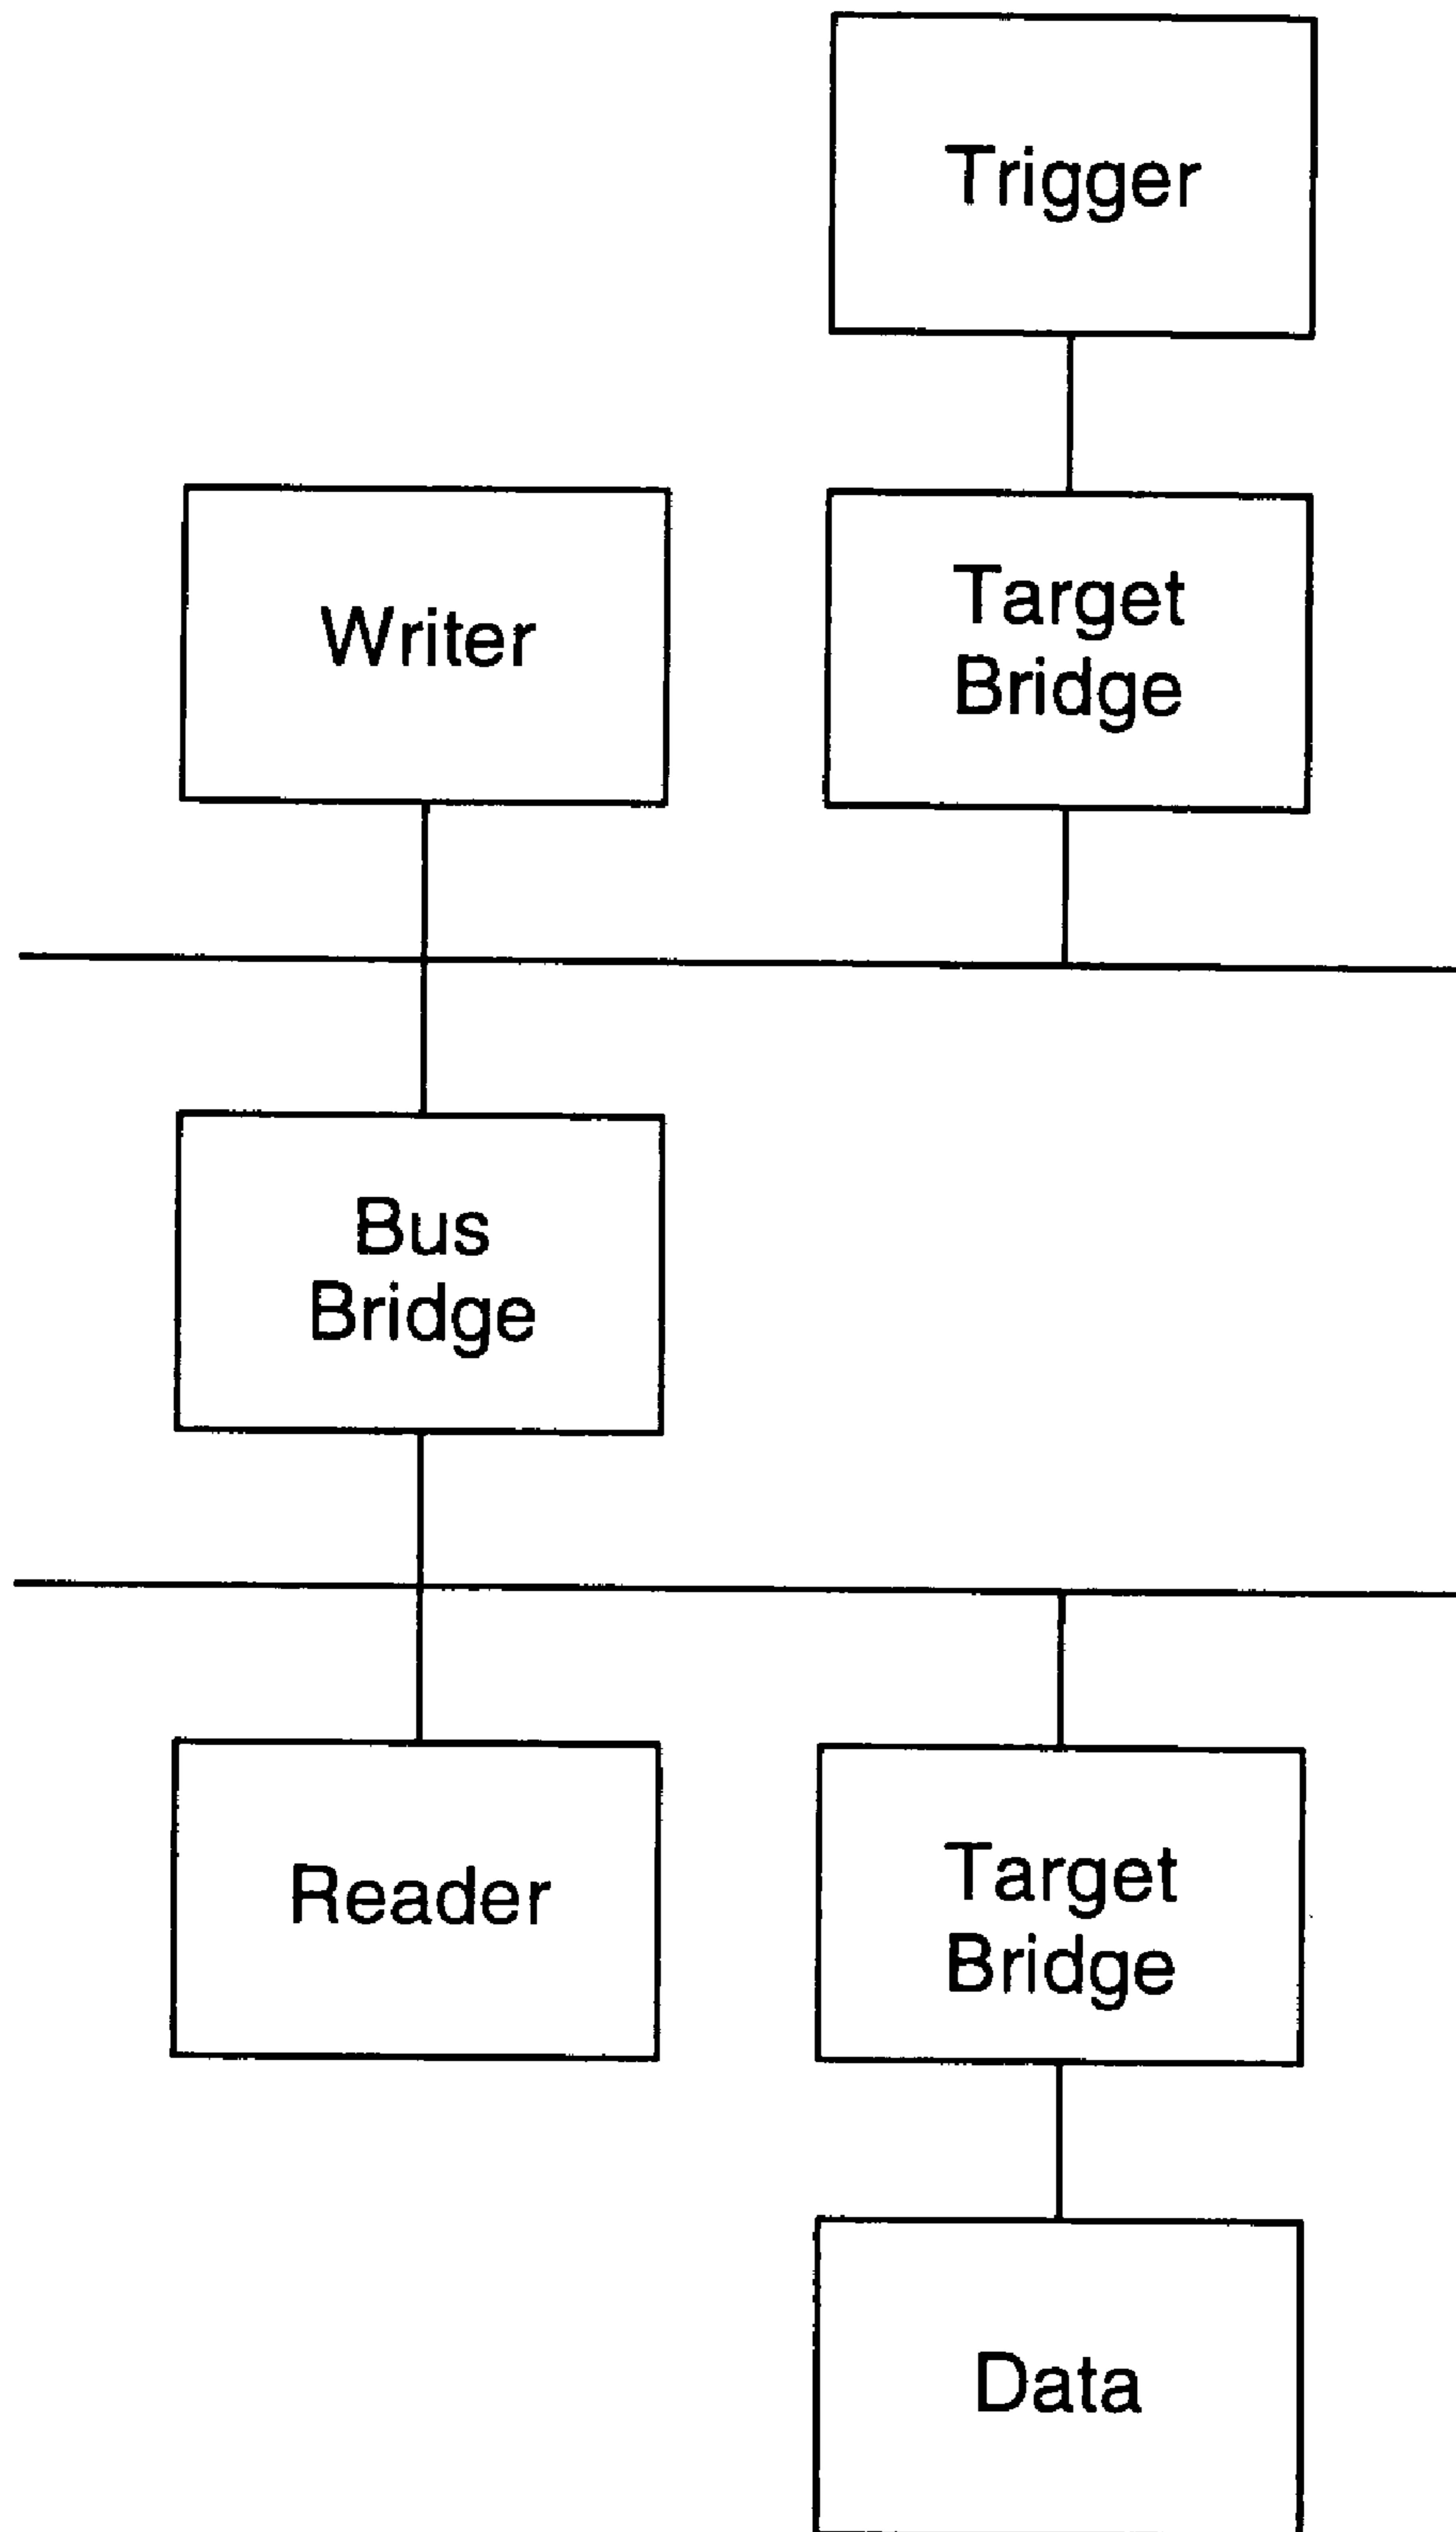 Trigger
Writer
Target
Bridge
Bus
Bridge
Reader
Target
Bridge
Data